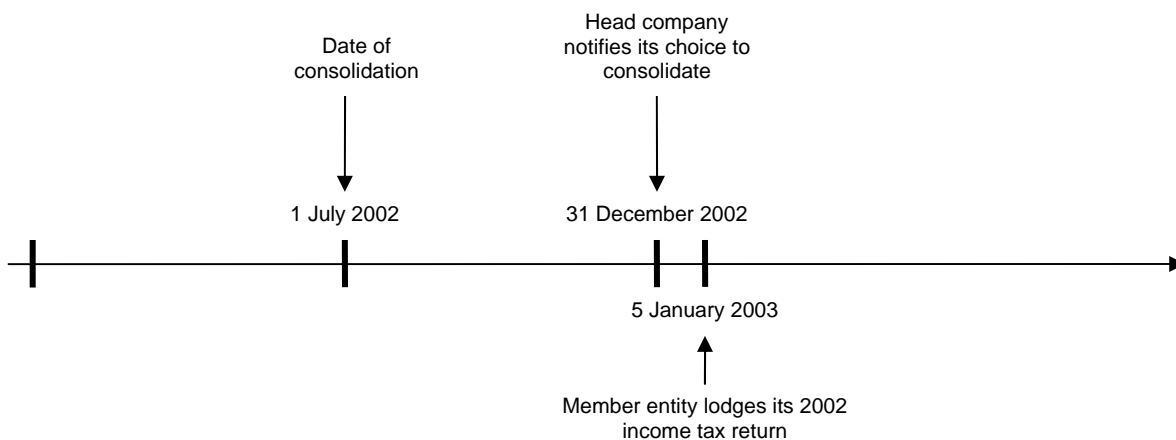 Head company
notifies its choice to
consolidate
Date of
consolidation
1 July 2002
31 December 2002
5 January 2003
Member entity lodges its 2002
income tax return